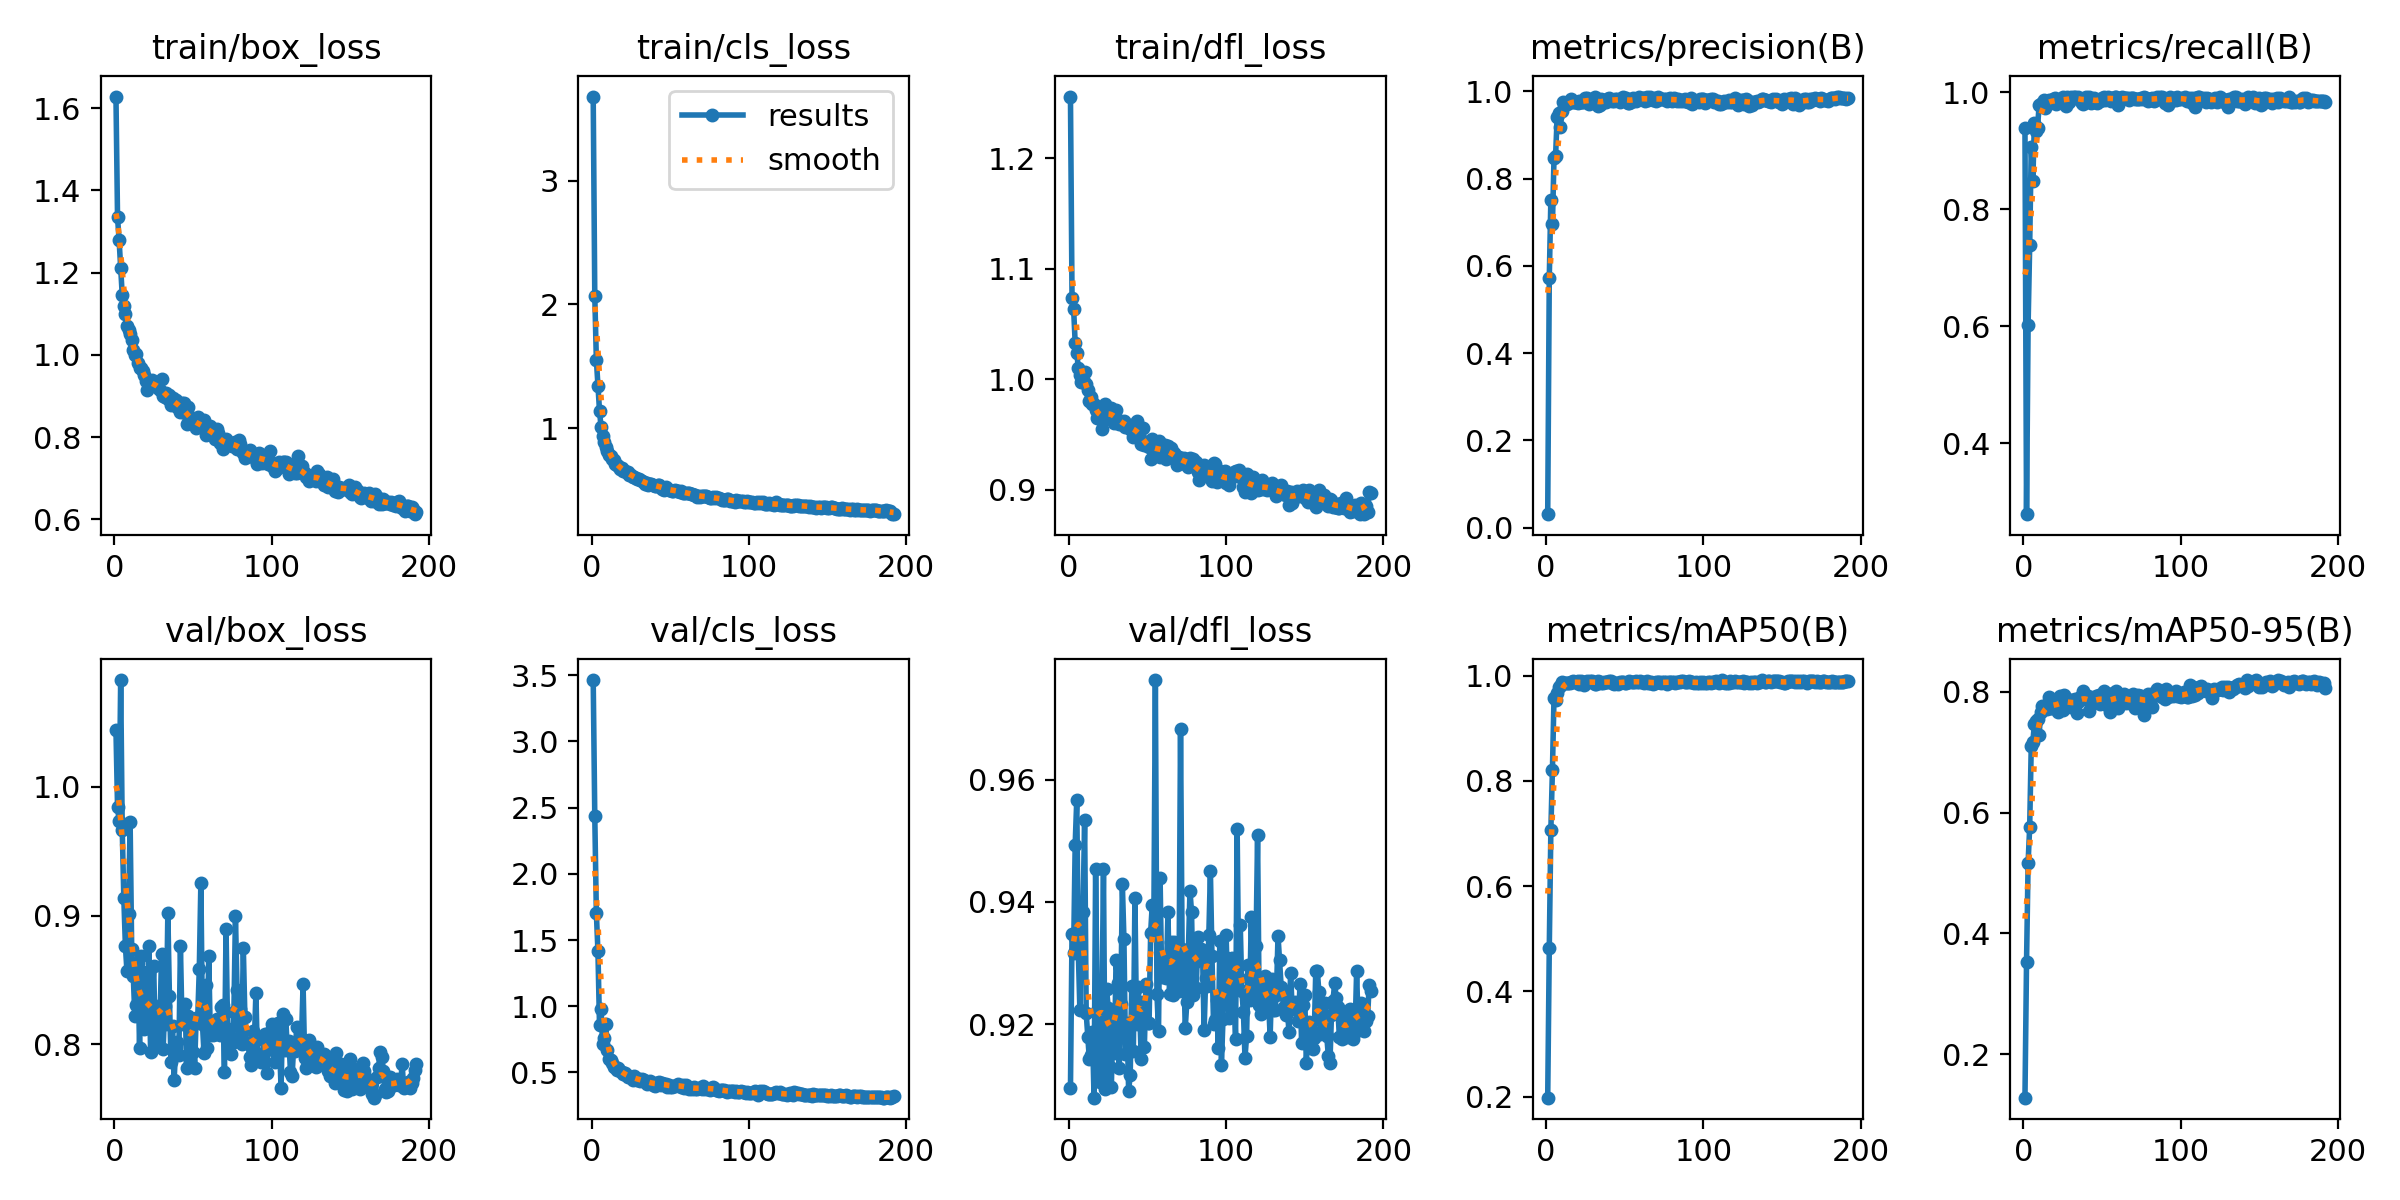 train/box_loss
1.6
1.4
1.2
1.0
0.8
0.6
0 100 200
train/cls_loss
results
smooth
3
2
1
0 100 200
train/dfl_loss
1.2
1.1
1.0
0.9
0 100 200
metrics/precision(B)
1.0
0.8
0.6
0.4
0.2
0.0
0 100 200
metrics/recall(B)
1.0
0.8
0.6
0.4
0 100 200
val/box_loss
1.0
0.9
0.8
0 100 200
val/cls_loss
3.5
3.0
2.5
2.0
1.5
1.0
0.5
0 100 200
val/dfl_loss
0.96
0.94
0.92
0 100 200
metrics/mAP50(B)
1.0
0.8
0.6
0.4
0.2
0 100 200
metrics/mAP50-95(B)
0.8
0.6
0.4
0.2
0 100 200